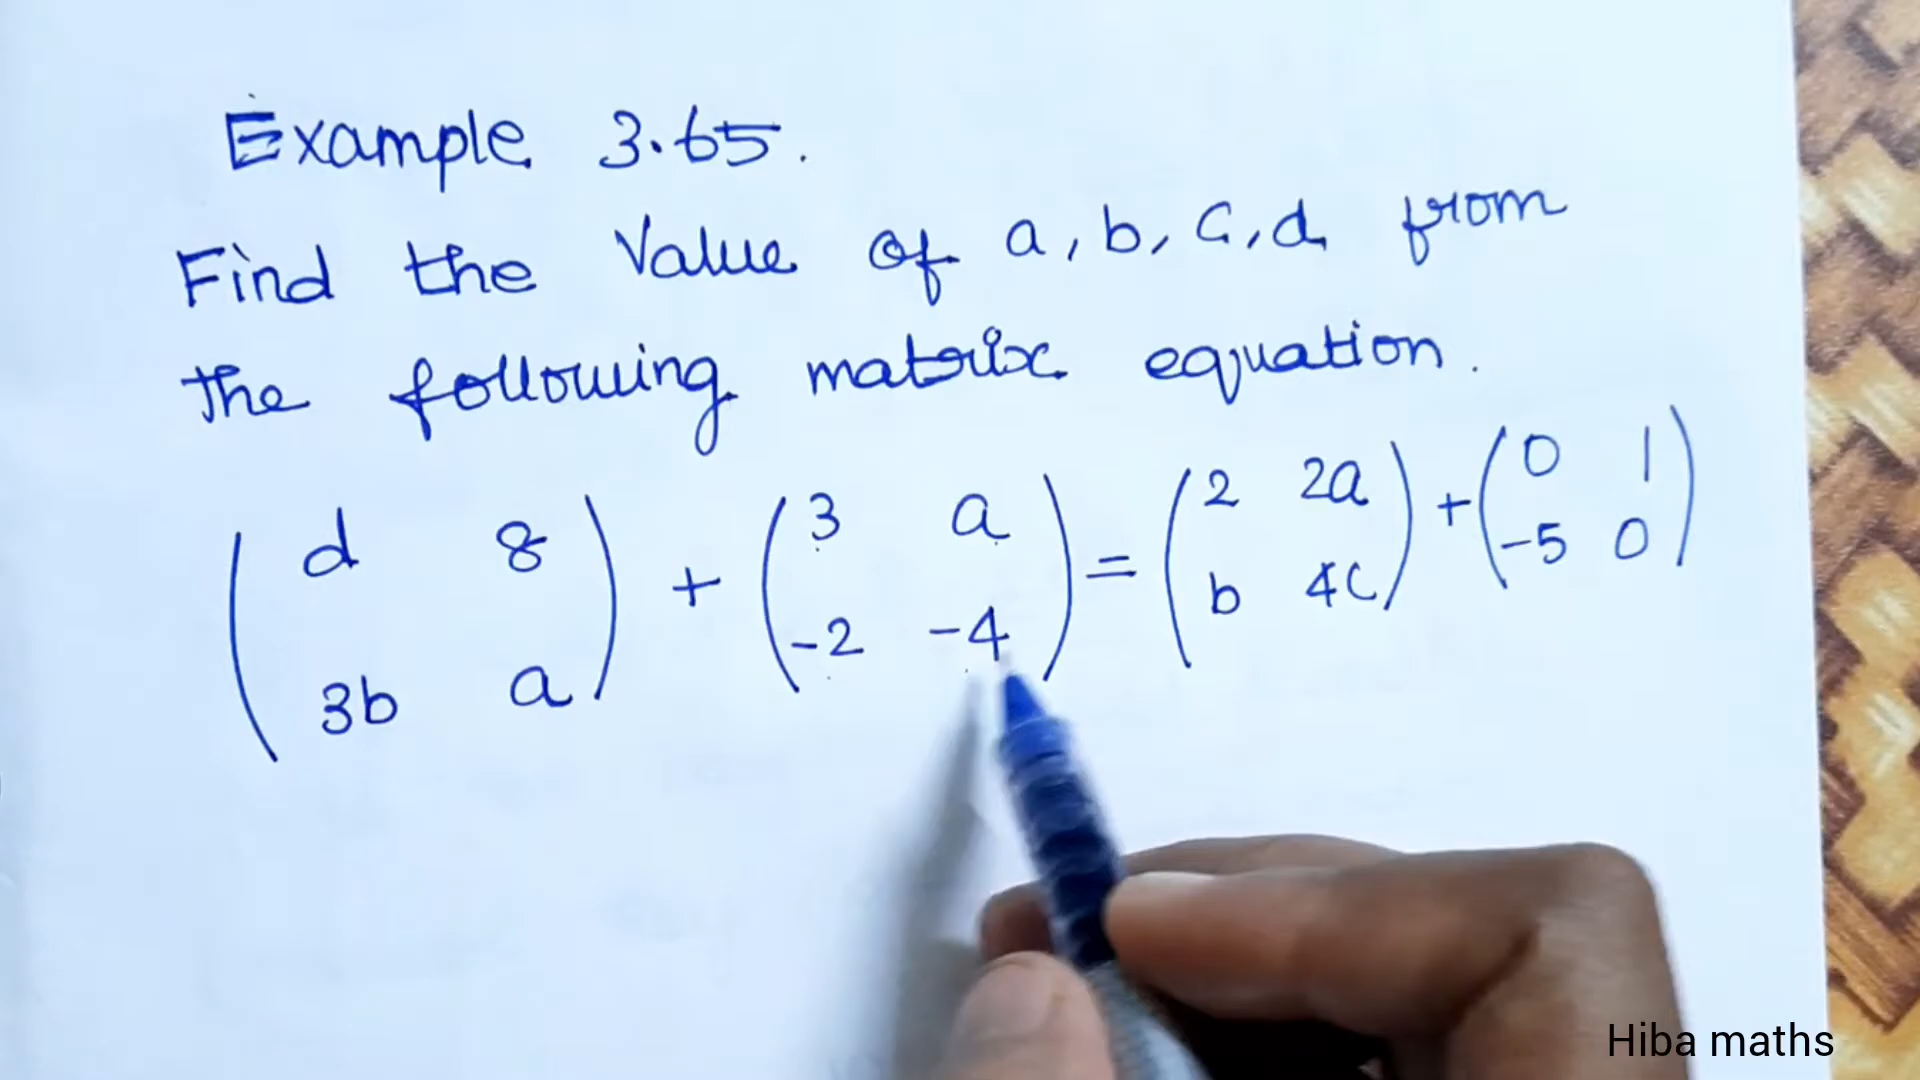 Example 3.65.
Find the Value of a, b, c, d from
the following matrix equation.
( d 8 ) + ( 3 a ) = ( 2 2a ) + ( 0 1 )
( 3b a ) ( -2 -4 ) ( b 4c ) ( -5 0 )
Hiba maths